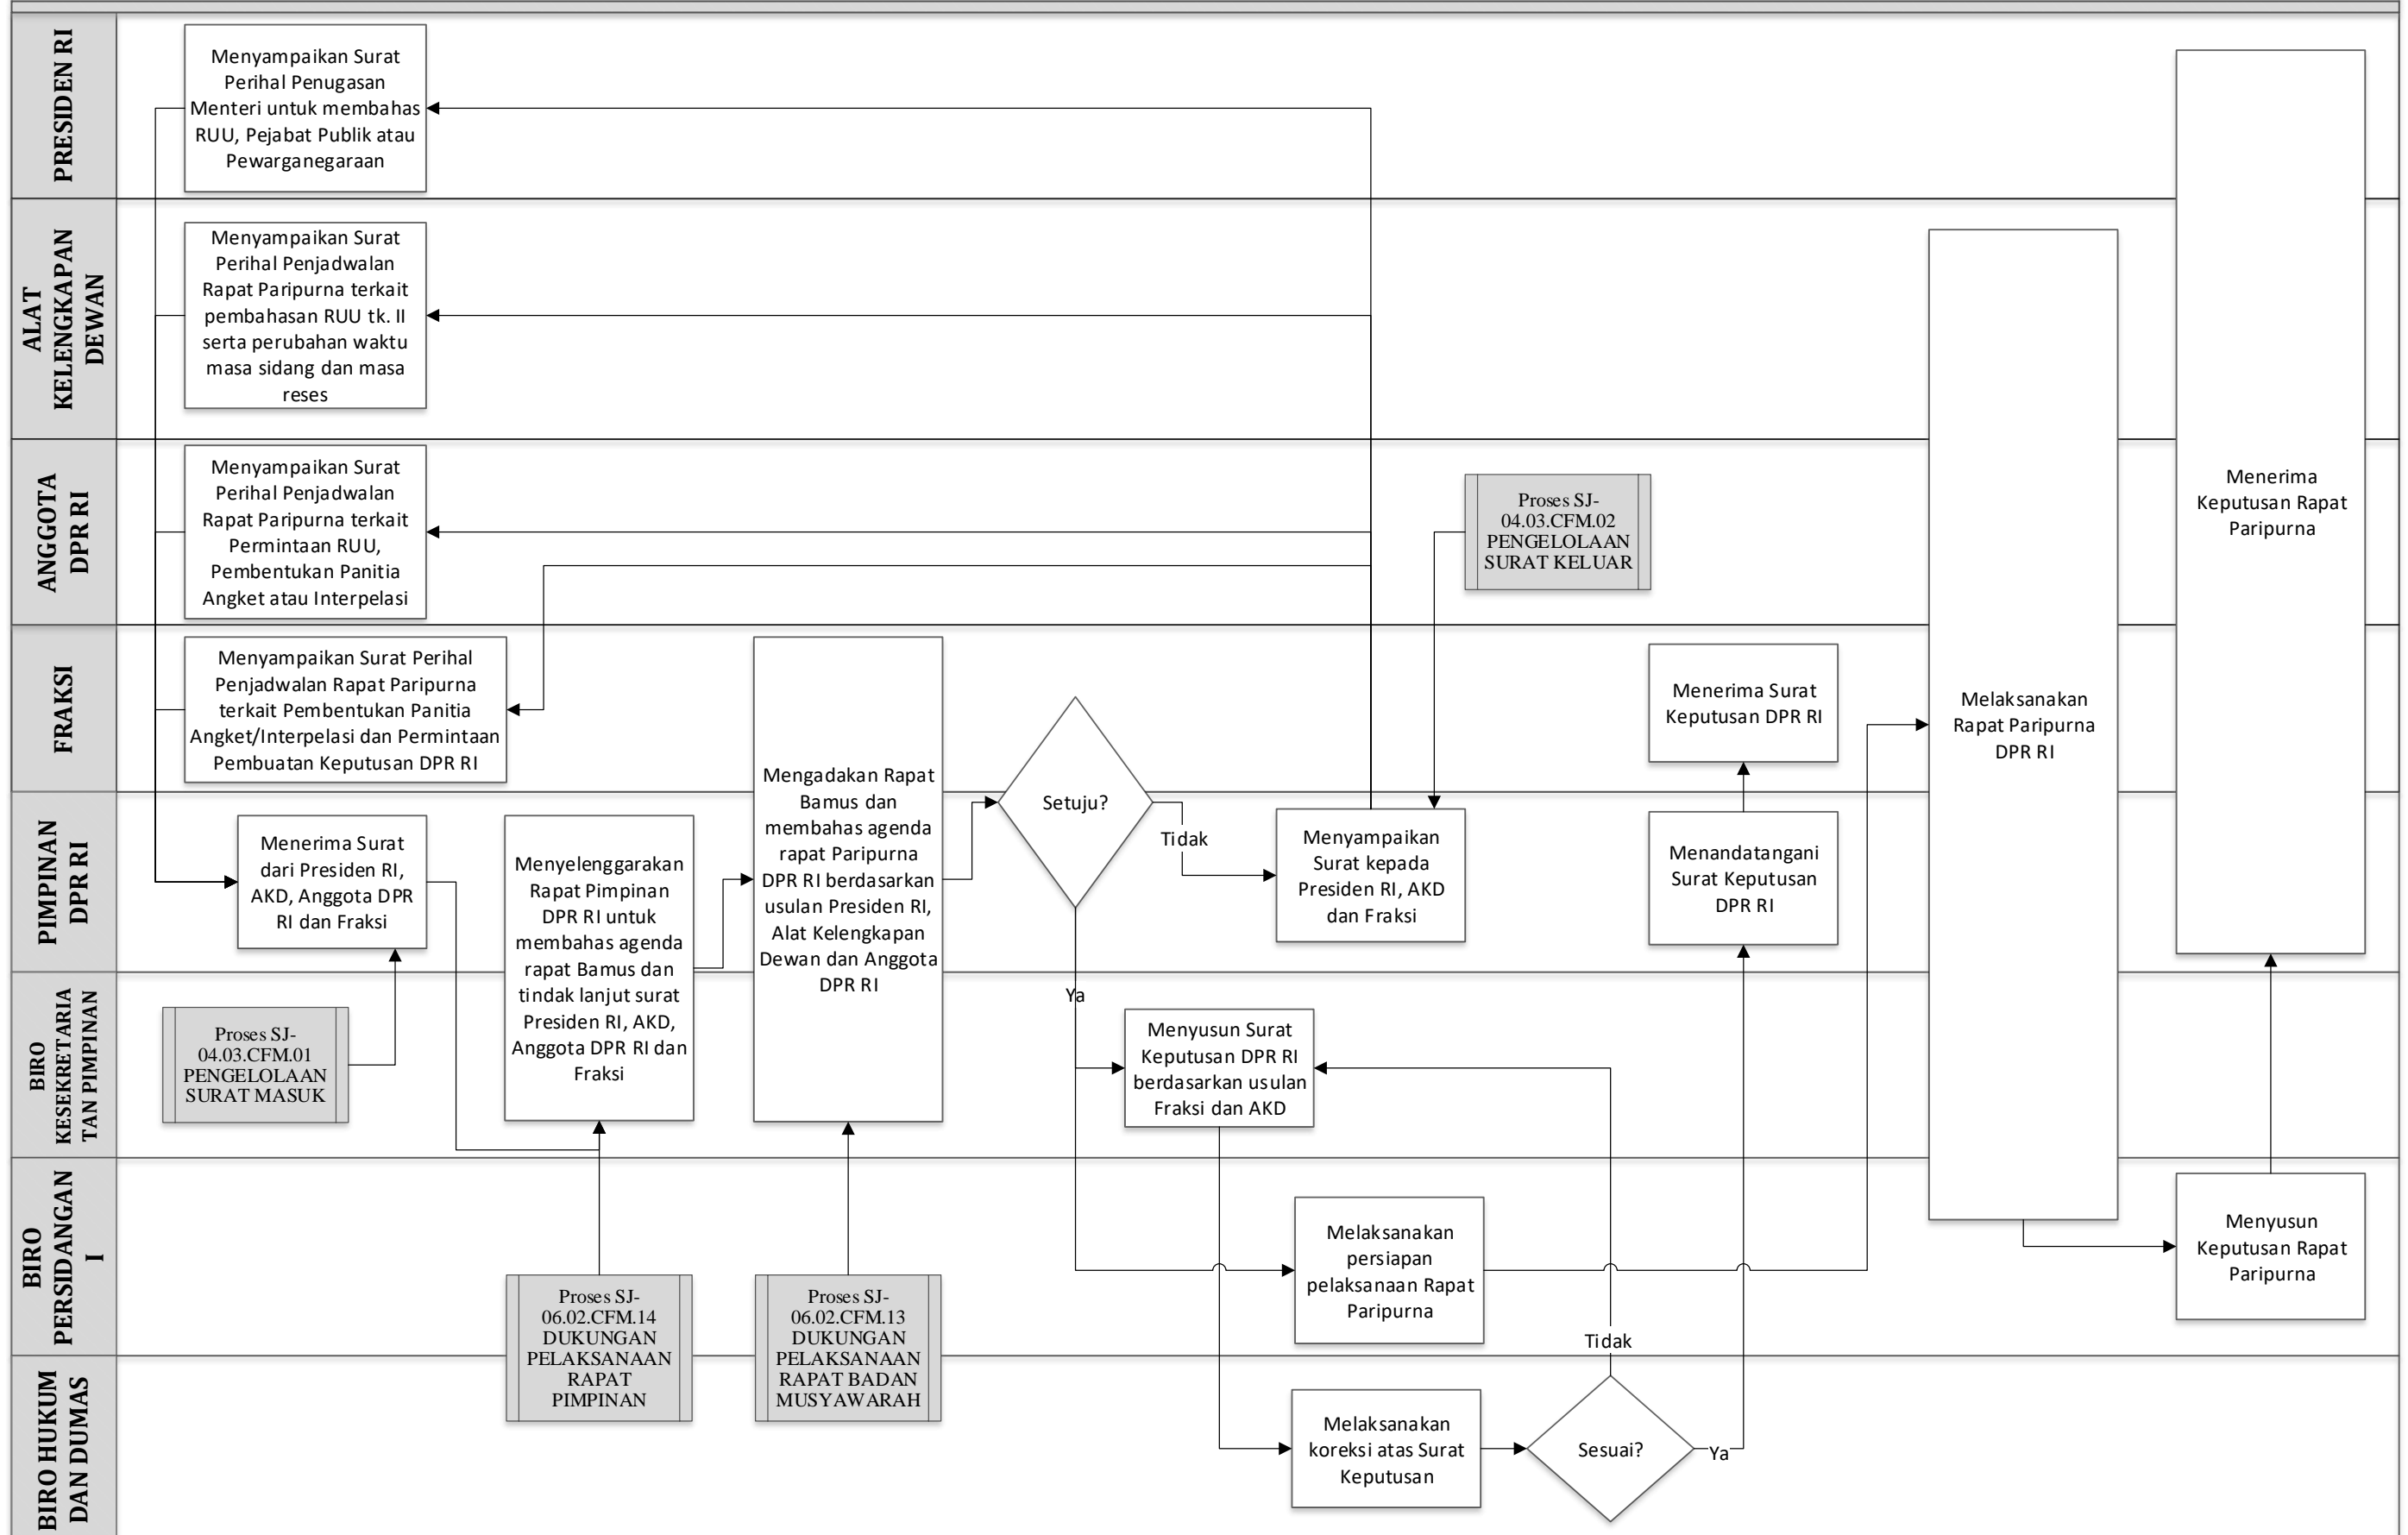 PRESIDEN RI
Menyampaikan Surat
Perihal Penugasan
Menteri untuk membahas
RUU, Pejabat Publik atau
Pewarganegaraan
ALAT
KELENGKAPAN
DEWAN
Menyampaikan Surat
Perihal Penjadwalan
Rapat Paripurna terkait
pembahasan RUU tk. II
serta perubahan waktu
masa sidang dan masa
reses
ANGGOTA
DPR RI
Menyampaikan Surat
Perihal Penjadwalan
Rapat Paripurna terkait
Permintaan RUU,
Pembentukan Panitia
Angket atau Interpelasi
Proses SJ-
04.03.CFM.02
PENGELOLAAN
SURAT KELUAR
Menerima
Keputusan Rapat
Paripurna
FRAKSI
Menyampaikan Surat Perihal
Penjadwalan Rapat Paripurna
terkait Pembentukan Panitia
Angket/Interpelasi dan Permintaan
Pembuatan Keputusan DPR RI
Menerima Surat
Keputusan DPR RI
Melaksanakan
Rapat Paripurna
DPR RI
PIMPINAN
DPR RI
Menerima Surat
dari Presiden RI,
AKD, Anggota DPR
RI dan Fraksi
Menyelenggarakan
Rapat Pimpinan
DPR RI untuk
membahas agenda
rapat Bamus dan
tindak lanjut surat
Presiden RI, AKD,
Anggota DPR RI dan
Fraksi
Mengadakan Rapat
Bamus dan
membahas agenda
rapat Paripurna
DPR RI berdasarkan
usulan Presiden RI,
Alat Kelengkapan
Dewan dan Anggota
DPR RI
Setuju?
Tidak
Ya
Menyampaikan
Surat kepada
Presiden RI, AKD
dan Fraksi
Menandatangani
Surat Keputusan
DPR RI
BIRO
KESEKRETARIA
TAN PIMPINAN
Proses SJ-
04.03.CFM.01
PENGELOLAAN
SURAT MASUK
Menyusun Surat
Keputusan DPR RI
berdasarkan usulan
Fraksi dan AKD
BIRO
PERSIDANGAN
I
Proses SJ-
06.02.CFM.14
DUKUNGAN
PELAKSANAAN
RAPAT
PIMPINAN
Proses SJ-
06.02.CFM.13
DUKUNGAN
PELAKSANAAN
RAPAT BADAN
MUSYAWARAH
Melaksanakan
persiapan
pelaksanaan Rapat
Paripurna
Menyusun
Keputusan Rapat
Paripurna
BIRO HUKUM
DAN DUMAS
Melaksanakan
koreksi atas Surat
Keputusan
Sesuai?
Tidak
Ya